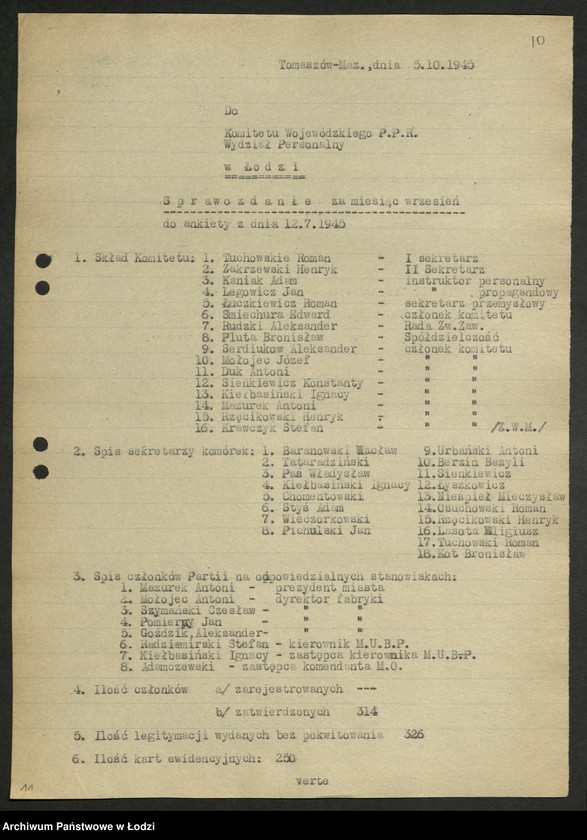 10
Tomaszów-Maz.,dnia 5.10.1945
Do
Komitetu Wojewódzkiego P.P.R.
Wydział Personalny
w Ł o d z i
S p r a w o z d a n i e za miesiąc wrzesień
do ankiety z dnia 12.7.1945
1. Skład Komitetu: 1. Tuchowskie Roman - I sekretarz
2. Zakrzewski Henryk - II Sekretarz
3. Kaniak Adam - instruktor personalny
4. Legowicz Jan - " propagandowy
5. Łuczkiewicz Roman - sekretarz przemysłowy
6. Smiechura Edward - członek komitetu
7. Rudzki Aleksander - Rada Zw.Zaw.
8. Pluta Bronisław - Spółdzielczość
9. Serdiukow Aleksander - członek komitetu
10. Mołojec Józef - " "
11. Duk Antoni - " "
12. Sienkiewicz Konstanty - " "
13. Kiełbasiński Ignacy - " "
14. Mazurek Antoni - " "
15. Rzęcikowski Henryk - " "
16. Krawczyk Stefan - " " /Z.W.M./
2. Spis sekretarzy komórek: 1. Baranowski Wacław 9.Urbański Antoni
2. Tataradziński 10.Berzin Bazyli
3. Paś Władysław 11.Sienkiewicz
4. Kiełbasiński Ignacy 12.Łyszkowicz
5. Chomentowski 13.Niespiel Mieczysław
6. Styś Adam 14.Osuchowski Roman
7. Wieczorkowski 15.Rzęcikowski Henryk
8. Pichulski Jan 16.Lasota Eligiusz
17.Tuchowski Roman
18.Kot Bronisław
3. Spis członków Partii na odpowiedzialnych stanowiskach:
1. Mazurek Antoni - prezydent miasta
2. Mołojec Antoni - dyrektor fabryki
3. Szymański Czesław - " "
4. Pomierny Jan - " "
5. Goździk,Aleksander- " "
6. Radziemirski Stefan - kierownik M.U.B.P.
7. Kiełbasiński Ignacy - zastępca kierownika M.U.B.P.
8. Adamczewski - zastępca komendanta M.O.
4. Ilość członków a/ zarejestrowanych ---
b/ zatwierdzonych 314
5. Ilość legitymacji wydanych bez pokwitowania 326
6. Ilość kart ewidencyjnych: 250
verte
11
Archiwum Państwowe w Łodzi